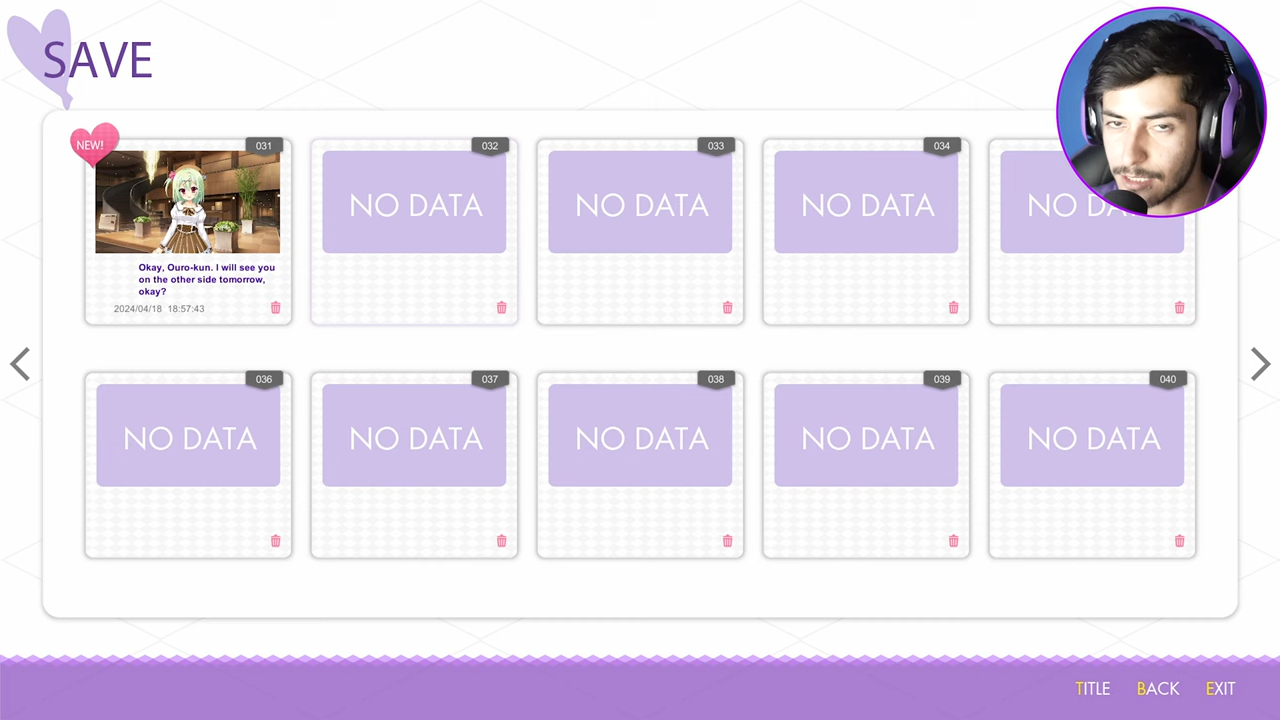 SAVE
NEW!
031
032
033
034
NO DATA
NO DATA
NO DATA
Okay, Ouro-kun. I will see you
on the other side tomorrow,
okay?
2024/04/18 18:57:43
036
037
038
039
040
NO DATA
NO DATA
NO DATA
NO DATA
NO DATA
TITLE
BACK
EXIT